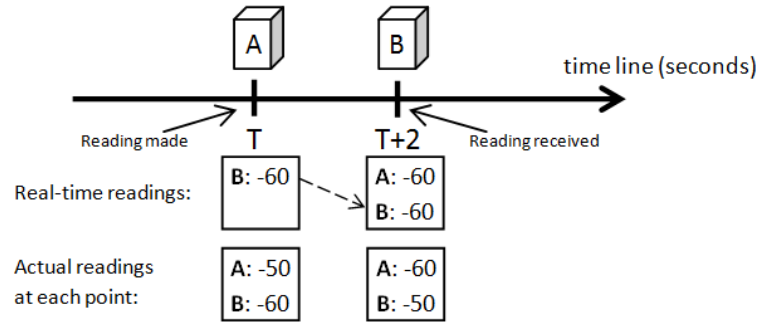 A
B
time line (seconds)
Reading made
T
T+2
Reading received
Real-time readings:
B: -60
A: -60
B: -60
Actual readings
at each point:
A: -50
B: -60
A: -60
B: -50